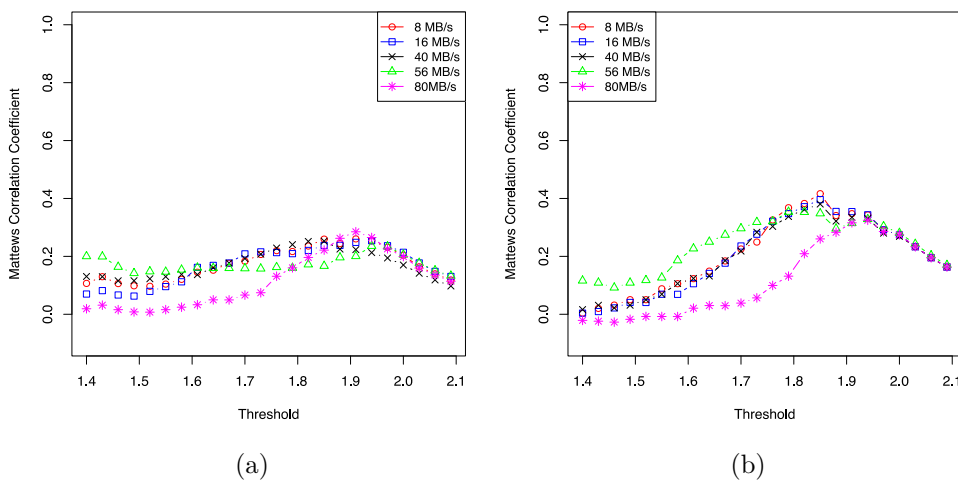 8 MB/s
16 MB/s
40 MB/s
56 MB/s
80MB/s
1.0
0.8
0.6
0.4
0.2
0.0
Mattews Correlation Coefficient
1.4 1.5 1.6 1.7 1.8 1.9 2.0 2.1
Threshold
(a)
8 MB/s
16 MB/s
40 MB/s
56 MB/s
80MB/s
1.0
0.8
0.6
0.4
0.2
0.0
Mattews Correlation Coefficient
1.4 1.5 1.6 1.7 1.8 1.9 2.0 2.1
Threshold
(b)